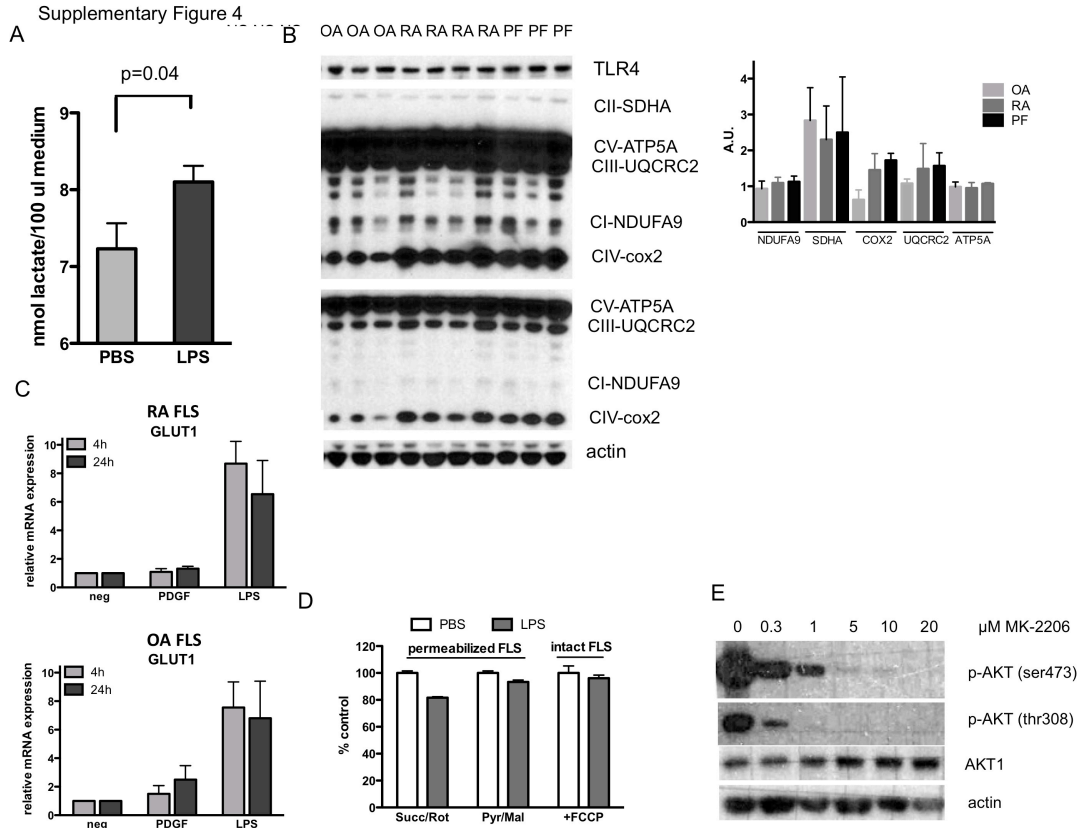 Supplementary Figure 4
A
p=0.04
nmol lactate/100 ul medium
9
8
7
6
PBS LPS
B
OA OA OA RA RA RA RA PF PF PF
TLR4
CII-SDHA
CV-ATP5A
CIII-UQCRC2
CI-NDUFA9
CIV-cox2
CV-ATP5A
CIII-UQCRC2
CI-NDUFA9
CIV-cox2
actin
A.U.
4
3
2
1
0
OA
RA
PF
NDUFA9 SDHA COX2 UQCRC2 ATP5A
C
RA FLS
GLUT1
4h
24h
relative mRNA expression
10
8
6
4
2
0
neg PDGF LPS
OA FLS
GLUT1
4h
24h
relative mRNA expression
10
8
6
4
2
0
neg PDGF LPS
D
PBS LPS
permeabilized FLS intact FLS
% control
120
100
80
60
40
20
0
Succ/Rot Pyr/Mal +FCCP
E
0 0.3 1 5 10 20 µM MK-2206
p-AKT (ser473)
p-AKT (thr308)
AKT1
actin